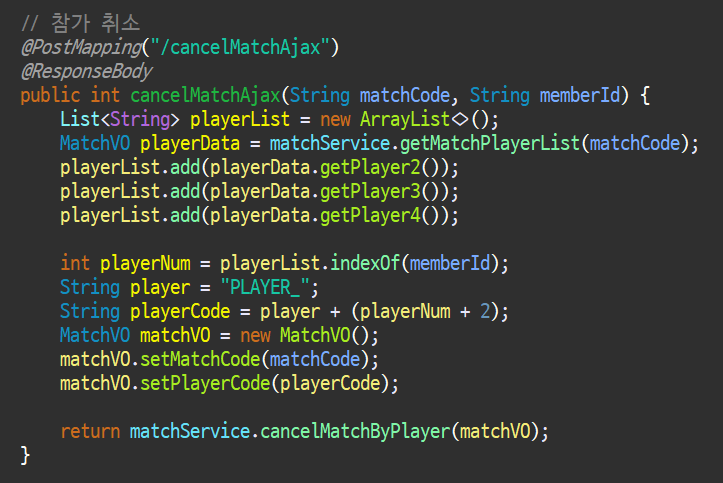 // 참가 취소
@PostMapping("/cancelMatchAjax")
@ResponseBody
public int cancelMatchAjax(String matchCode, String memberId) {
    List<String> playerList = new ArrayList<>();
    MatchVO playerData = matchService.getMatchPlayerList(matchCode);
    playerList.add(playerData.getPlayer2());
    playerList.add(playerData.getPlayer3());
    playerList.add(playerData.getPlayer4());

    int playerNum = playerList.indexOf(memberId);
    String player = "PLAYER_";
    String playerCode = player + (playerNum + 2);
    MatchVO matchVO = new MatchVO();
    matchVO.setMatchCode(matchCode);
    matchVO.setPlayerCode(playerCode);

    return matchService.cancelMatchByPlayer(matchVO);
}